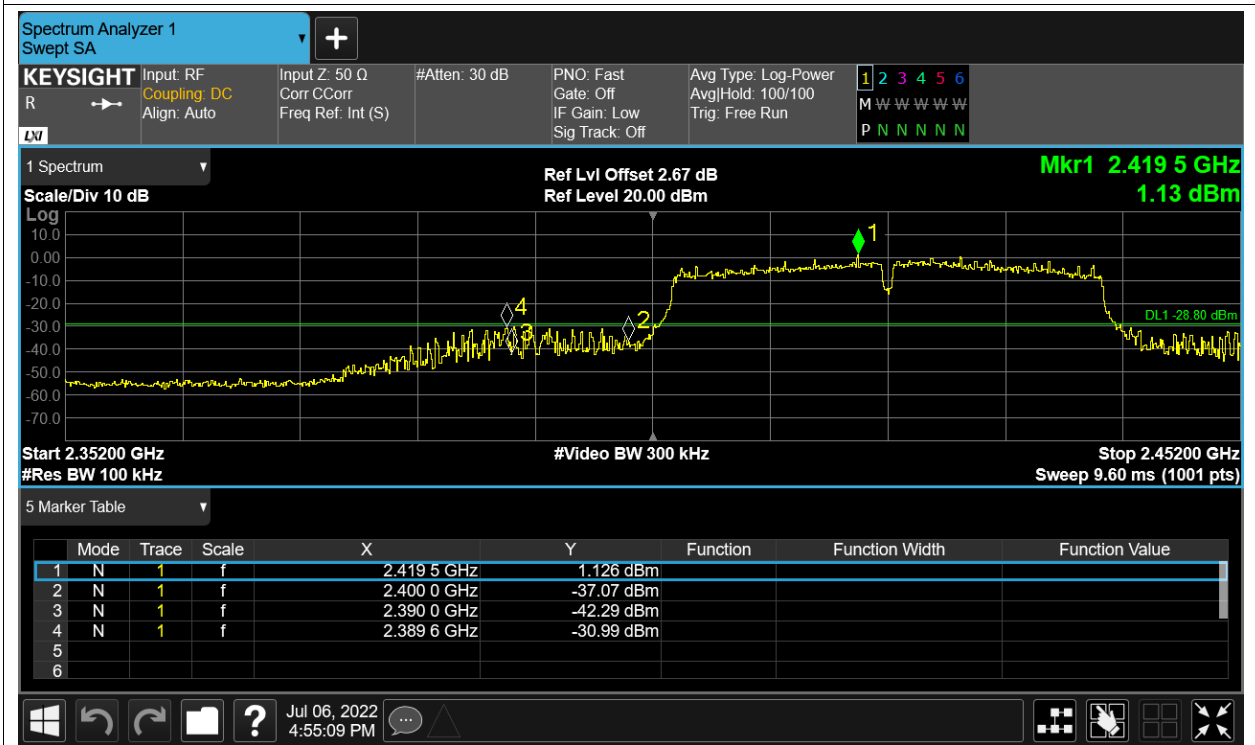 Spectrum Analyzer 1
Swept SA
KEYSIGHT Input: RF Input Z: 50 Ω #Atten: 30 dB PNO: Fast Avg Type: Log-Power 1 2 3 4 5 6
R Coupling: DC Corr CCorr Gate: Off Avg|Hold: 100/100 M W W W W W
Align: Auto Freq Ref: Int (S) IF Gain: Low Trig: Free Run
LXI Sig Track: Off P N N N N N
1 Spectrum Ref Lvl Offset 2.67 dB Mkr1 2.419 5 GHz
Scale/Div 10 dB Ref Level 20.00 dBm 1.13 dBm
Log
10.0
1
0.00
-10.0
-20.0
4
DL1 -28.80 dBm
2
-30.0
3
-40.0
-50.0
-60.0
-70.0
Start 2.35200 GHz #Video BW 300 kHz Stop 2.45200 GHz
#Res BW 100 kHz Sweep 9.60 ms (1001 pts)
5 Marker Table
Mode Trace Scale X Y Function Function Width Function Value
1 N 1 f 2.419 5 GHz 1.126 dBm
2 N 1 f 2.400 0 GHz -37.07 dBm
3 N 1 f 2.390 0 GHz -42.29 dBm
4 N 1 f 2.389 6 GHz -30.99 dBm
5
6
? Jul 06, 2022
4:55:09 PM